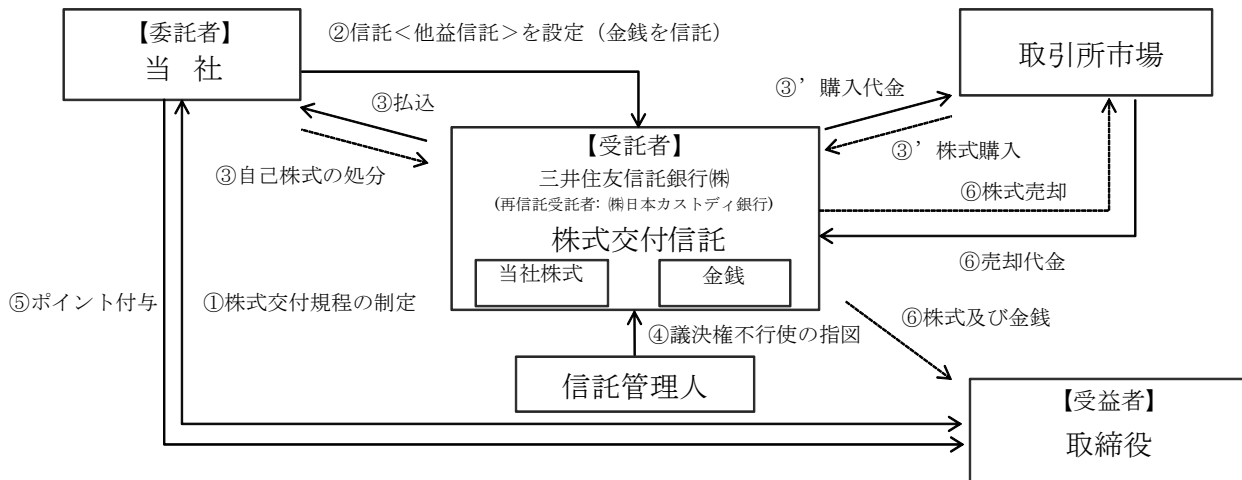 【委託者】
当 社
②信託<他益信託>を設定(金銭を信託)
取引所市場
③払込
③’購入代金
③自己株式の処分
③’株式購入
【受託者】
三井住友信託銀行㈱
(再信託受託者: ㈱日本カストディ銀行)
株式交付信託
当社株式
金銭
⑥株式売却
⑥売却代金
⑤ポイント付与
①株式交付規程の制定
④議決権不行使の指図
⑥株式及び金銭
信託管理人
【受益者】
取締役